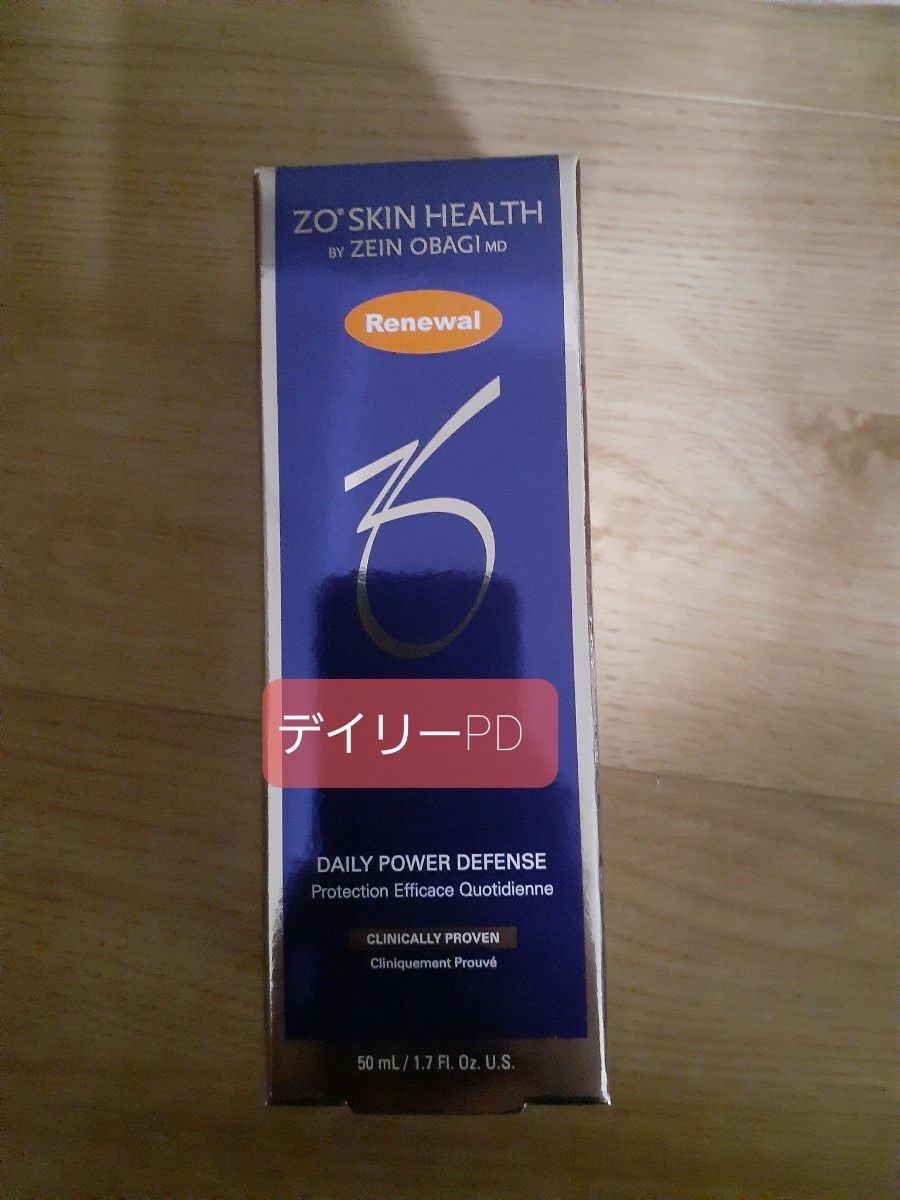 ZO® SKIN HEALTH
BY ZEIN OBAGI MD
Renewal
デイリーPD
DAILY POWER DEFENSE
Protection Efficace Quotidienne
CLINICALLY PROVEN
Cliniquement Prouvé
50 mL / 1.7 Fl. Oz. U.S.